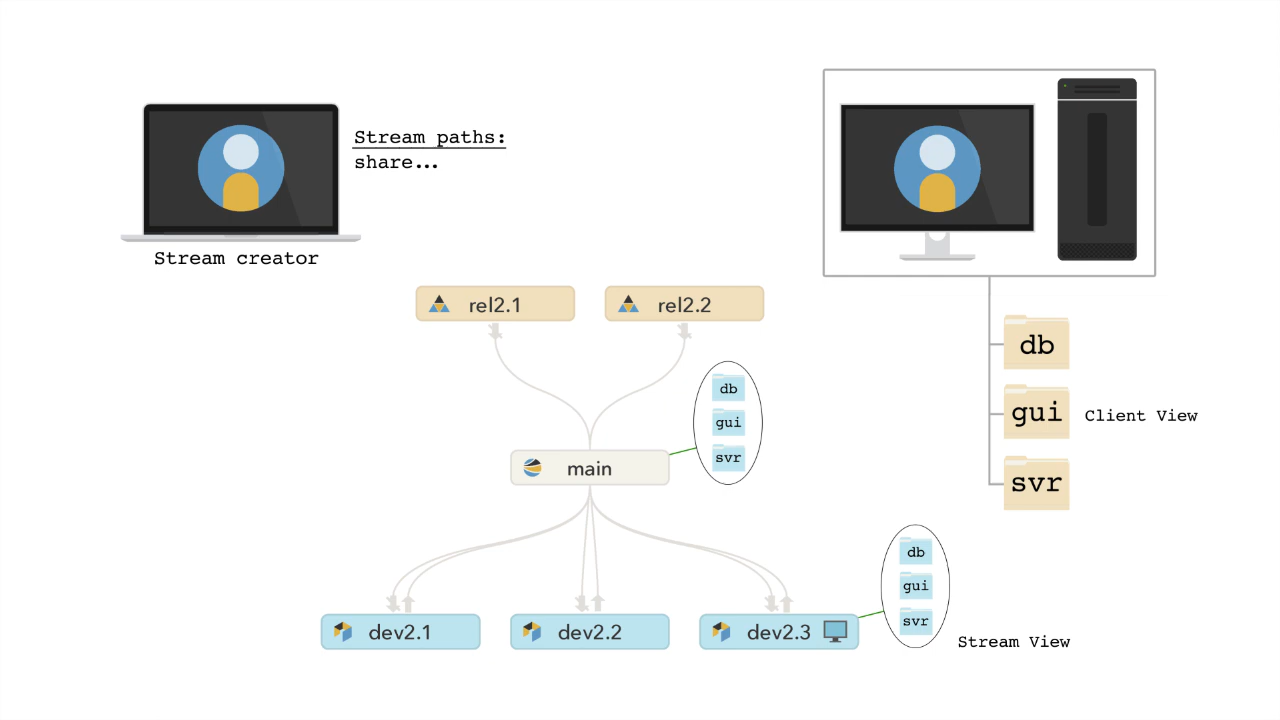 Stream paths:
share...
Stream creator
rel2.1
rel2.2
db
gui
svr
Client View
db
gui
svr
main
db
gui
svr
Stream View
dev2.1
dev2.2
dev2.3